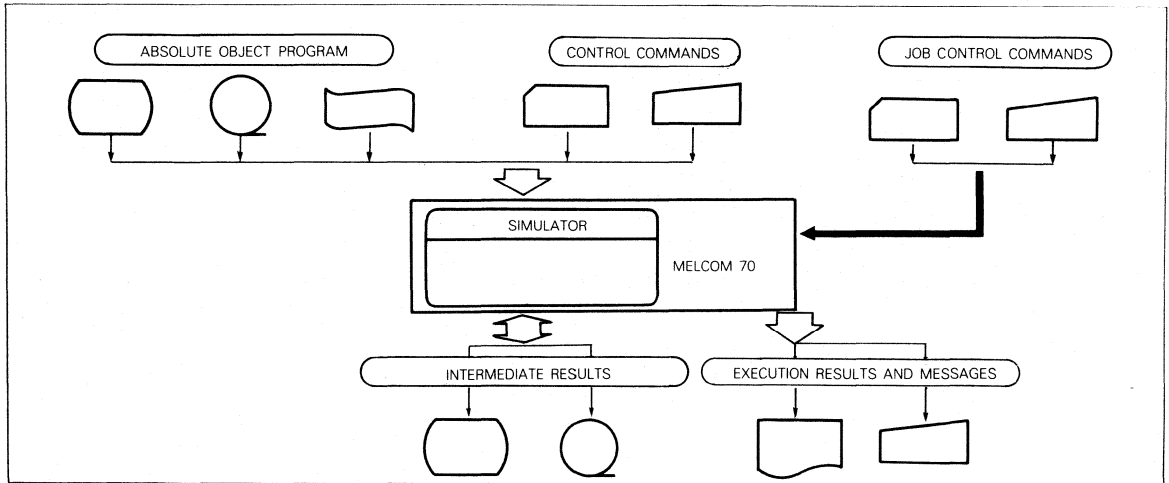 ABSOLUTE OBJECT PROGRAM
CONTROL COMMANDS
JOB CONTROL COMMANDS
SIMULATOR
MELCOM 70
INTERMEDIATE RESULTS
EXECUTION RESULTS AND MESSAGES